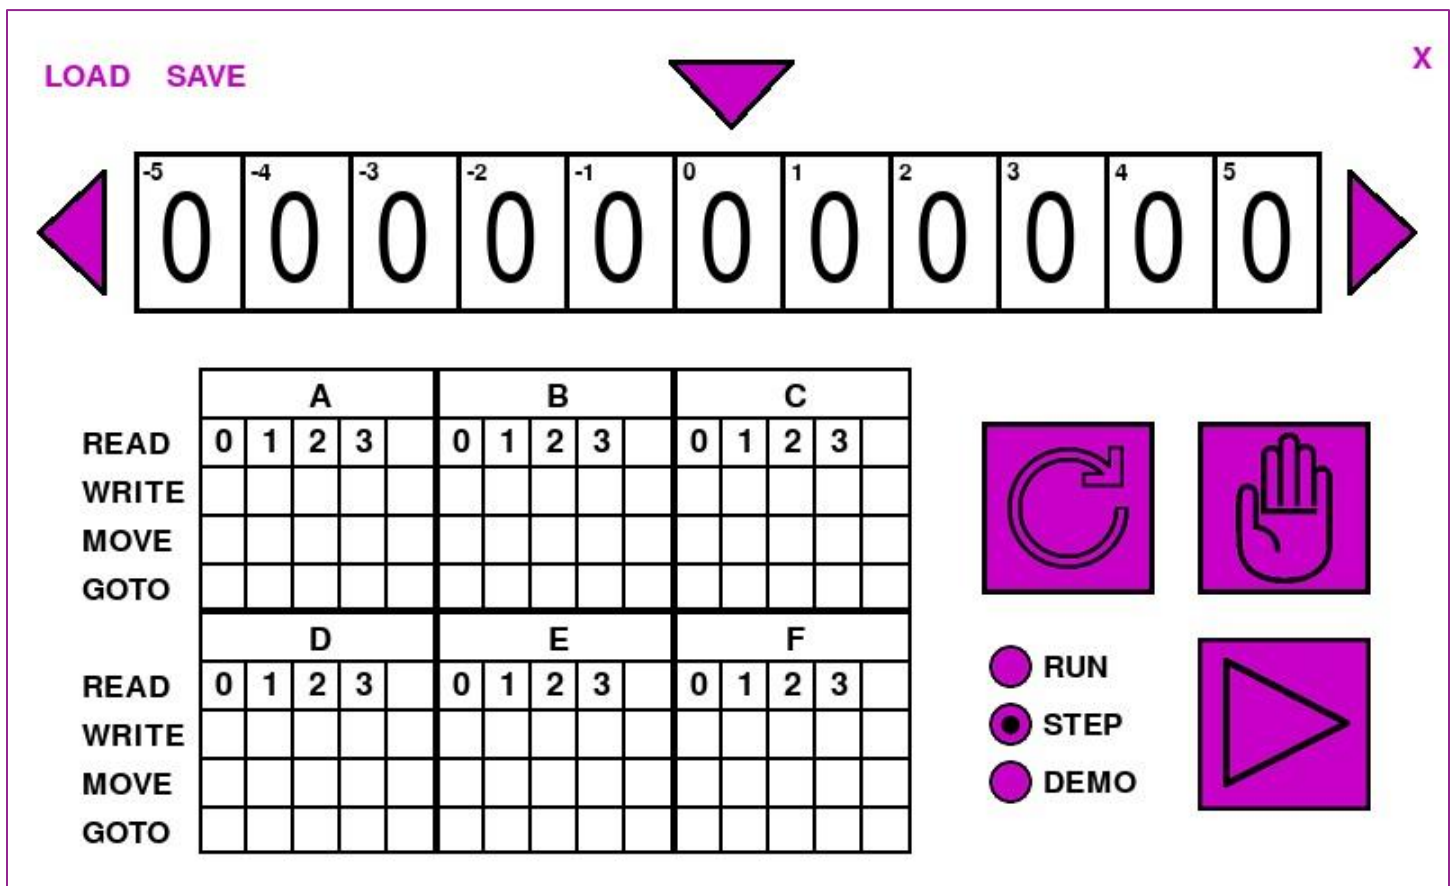 LOAD SAVE X
-5 -4 -3 -2 -1 0 1 2 3 4 5
0 0 0 0 0 0 0 0 0 0 0
A B C
READ 0 1 2 3 0 1 2 3 0 1 2 3
WRITE
MOVE
GOTO
D E F
READ 0 1 2 3 0 1 2 3 0 1 2 3
WRITE
MOVE
GOTO
RUN
STEP
DEMO